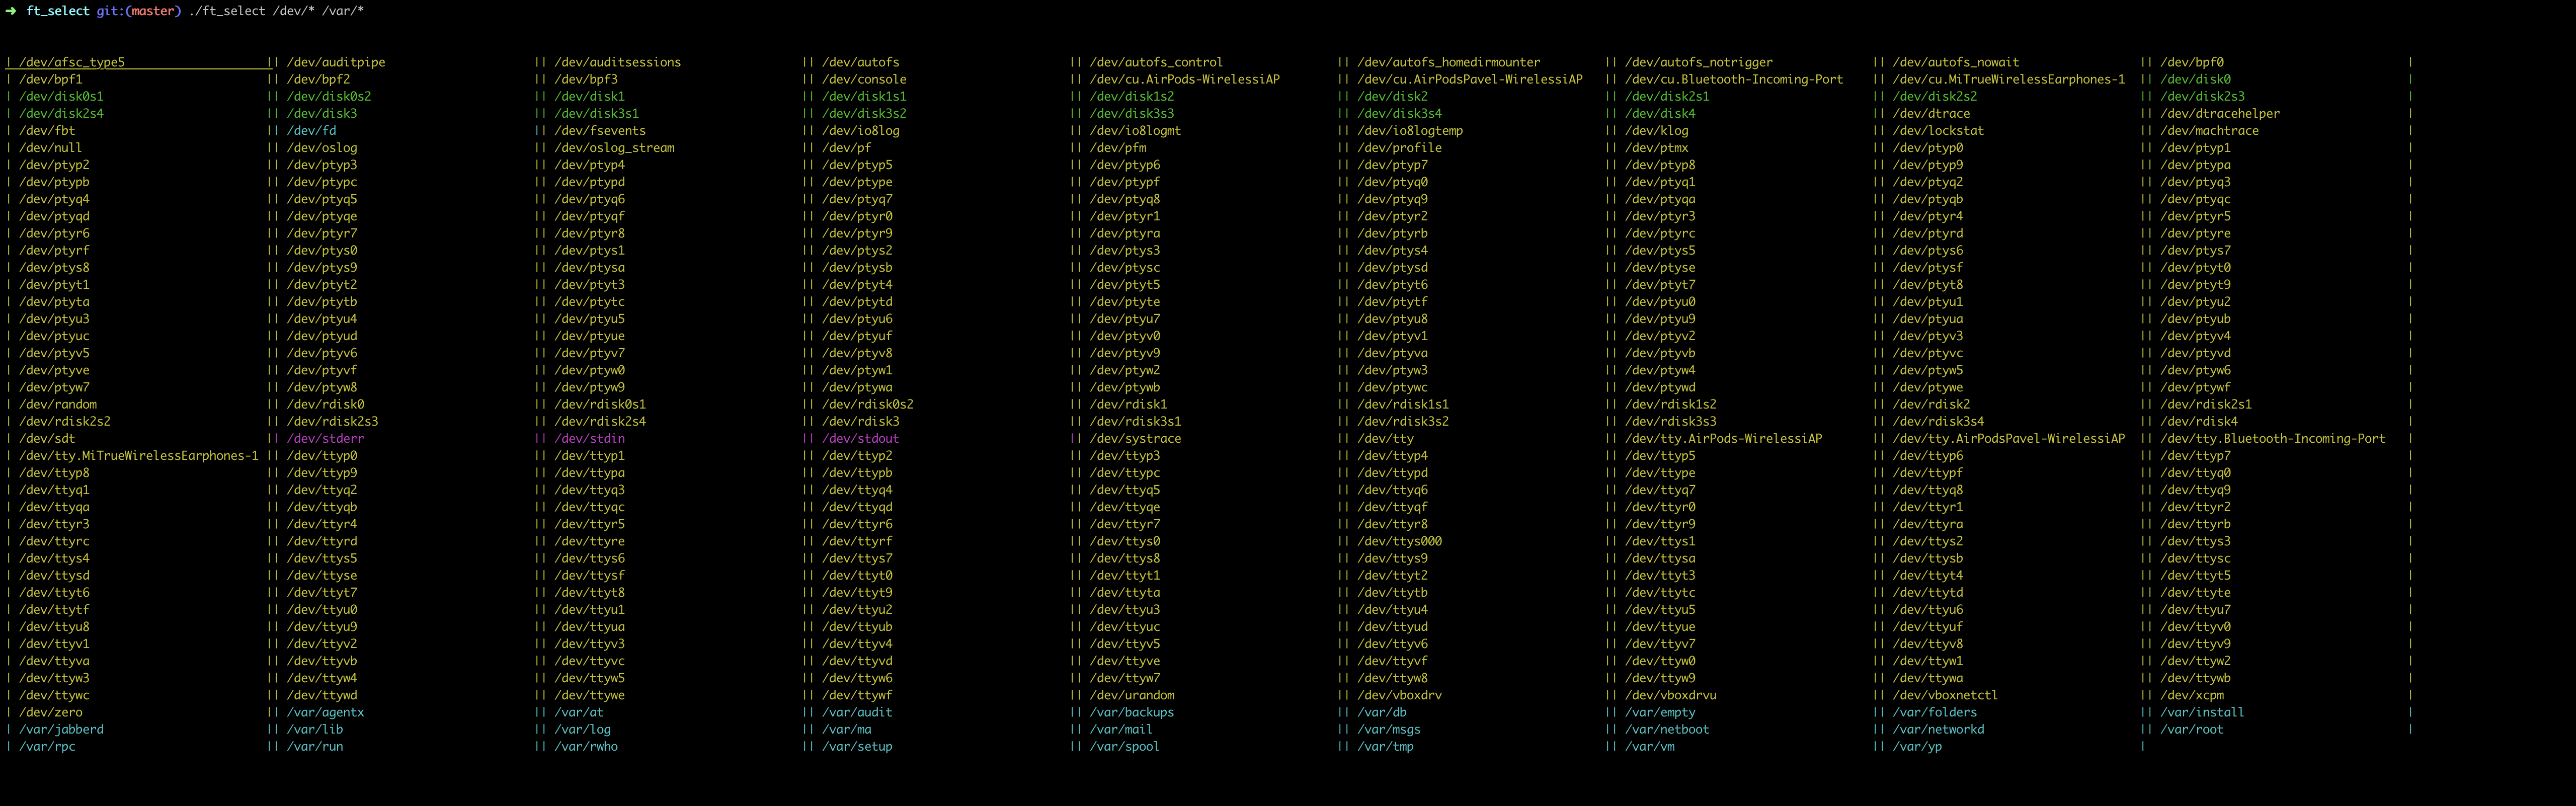 ➜ ft_select git:(master) ./ft_select /dev/* /var/*
| /dev/afsc_type5 || /dev/auditpipe || /dev/auditsessions || /dev/autofs || /dev/autofs_control || /dev/autofs_homedirmounter || /dev/autofs_notrigger || /dev/autofs_nowait || /dev/bpf0 |
| /dev/bpf1 || /dev/bpf2 || /dev/bpf3 || /dev/console || /dev/cu.AirPods-WirelessiAP || /dev/cu.AirPodsPavel-WirelessiAP || /dev/cu.Bluetooth-Incoming-Port || /dev/cu.MiTrueWirelessEarphones-1 || /dev/disk0 |
| /dev/disk0s1 || /dev/disk0s2 || /dev/disk1 || /dev/disk1s1 || /dev/disk1s2 || /dev/disk2 || /dev/disk2s1 || /dev/disk2s2 || /dev/disk2s3 |
| /dev/disk2s4 || /dev/disk3 || /dev/disk3s1 || /dev/disk3s2 || /dev/disk3s3 || /dev/disk3s4 || /dev/disk4 || /dev/dtrace || /dev/dtracehelper |
| /dev/fbt || /dev/fd || /dev/fsevents || /dev/io8log || /dev/io8logmt || /dev/io8logtemp || /dev/klog || /dev/lockstat || /dev/machtrace |
| /dev/null || /dev/oslog || /dev/oslog_stream || /dev/pf || /dev/pfm || /dev/profile || /dev/ptmx || /dev/ptyp0 || /dev/ptyp1 |
| /dev/ptyp2 || /dev/ptyp3 || /dev/ptyp4 || /dev/ptyp5 || /dev/ptyp6 || /dev/ptyp7 || /dev/ptyp8 || /dev/ptyp9 || /dev/ptypa |
| /dev/ptypb || /dev/ptypc || /dev/ptypd || /dev/ptype || /dev/ptypf || /dev/ptyq0 || /dev/ptyq1 || /dev/ptyq2 || /dev/ptyq3 |
| /dev/ptyq4 || /dev/ptyq5 || /dev/ptyq6 || /dev/ptyq7 || /dev/ptyq8 || /dev/ptyq9 || /dev/ptyqa || /dev/ptyqb || /dev/ptyqc |
| /dev/ptyqd || /dev/ptyqe || /dev/ptyqf || /dev/ptyr0 || /dev/ptyr1 || /dev/ptyr2 || /dev/ptyr3 || /dev/ptyr4 || /dev/ptyr5 |
| /dev/ptyr6 || /dev/ptyr7 || /dev/ptyr8 || /dev/ptyr9 || /dev/ptyra || /dev/ptyrb || /dev/ptyrc || /dev/ptyrd || /dev/ptyre |
| /dev/ptyrf || /dev/ptys0 || /dev/ptys1 || /dev/ptys2 || /dev/ptys3 || /dev/ptys4 || /dev/ptys5 || /dev/ptys6 || /dev/ptys7 |
| /dev/ptys8 || /dev/ptys9 || /dev/ptysa || /dev/ptysb || /dev/ptysc || /dev/ptysd || /dev/ptyse || /dev/ptysf || /dev/ptyt0 |
| /dev/ptyt1 || /dev/ptyt2 || /dev/ptyt3 || /dev/ptyt4 || /dev/ptyt5 || /dev/ptyt6 || /dev/ptyt7 || /dev/ptyt8 || /dev/ptyt9 |
| /dev/ptyta || /dev/ptytb || /dev/ptytc || /dev/ptytd || /dev/ptyte || /dev/ptytf || /dev/ptyu0 || /dev/ptyu1 || /dev/ptyu2 |
| /dev/ptyu3 || /dev/ptyu4 || /dev/ptyu5 || /dev/ptyu6 || /dev/ptyu7 || /dev/ptyu8 || /dev/ptyu9 || /dev/ptyua || /dev/ptyub |
| /dev/ptyuc || /dev/ptyud || /dev/ptyue || /dev/ptyuf || /dev/ptyv0 || /dev/ptyv1 || /dev/ptyv2 || /dev/ptyv3 || /dev/ptyv4 |
| /dev/ptyv5 || /dev/ptyv6 || /dev/ptyv7 || /dev/ptyv8 || /dev/ptyv9 || /dev/ptyva || /dev/ptyvb || /dev/ptyvc || /dev/ptyvd |
| /dev/ptyve || /dev/ptyvf || /dev/ptyw0 || /dev/ptyw1 || /dev/ptyw2 || /dev/ptyw3 || /dev/ptyw4 || /dev/ptyw5 || /dev/ptyw6 |
| /dev/ptyw7 || /dev/ptyw8 || /dev/ptyw9 || /dev/ptywa || /dev/ptywb || /dev/ptywc || /dev/ptywd || /dev/ptywe || /dev/ptywf |
| /dev/random || /dev/rdisk0 || /dev/rdisk0s1 || /dev/rdisk0s2 || /dev/rdisk1 || /dev/rdisk1s1 || /dev/rdisk1s2 || /dev/rdisk2 || /dev/rdisk2s1 |
| /dev/rdisk2s2 || /dev/rdisk2s3 || /dev/rdisk2s4 || /dev/rdisk3 || /dev/rdisk3s1 || /dev/rdisk3s2 || /dev/rdisk3s3 || /dev/rdisk3s4 || /dev/rdisk4 |
| /dev/sdt || /dev/stderr || /dev/stdin || /dev/stdout || /dev/systrace || /dev/tty || /dev/tty.AirPods-WirelessiAP || /dev/tty.AirPodsPavel-WirelessiAP || /dev/tty.Bluetooth-Incoming-Port |
| /dev/tty.MiTrueWirelessEarphones-1 || /dev/ttyp0 || /dev/ttyp1 || /dev/ttyp2 || /dev/ttyp3 || /dev/ttyp4 || /dev/ttyp5 || /dev/ttyp6 || /dev/ttyp7 |
| /dev/ttyp8 || /dev/ttyp9 || /dev/ttypa || /dev/ttypb || /dev/ttypc || /dev/ttypd || /dev/ttype || /dev/ttypf || /dev/ttyq0 |
| /dev/ttyq1 || /dev/ttyq2 || /dev/ttyq3 || /dev/ttyq4 || /dev/ttyq5 || /dev/ttyq6 || /dev/ttyq7 || /dev/ttyq8 || /dev/ttyq9 |
| /dev/ttyqa || /dev/ttyqb || /dev/ttyqc || /dev/ttyqd || /dev/ttyqe || /dev/ttyqf || /dev/ttyr0 || /dev/ttyr1 || /dev/ttyr2 |
| /dev/ttyr3 || /dev/ttyr4 || /dev/ttyr5 || /dev/ttyr6 || /dev/ttyr7 || /dev/ttyr8 || /dev/ttyr9 || /dev/ttyra || /dev/ttyrb |
| /dev/ttyrc || /dev/ttyrd || /dev/ttyre || /dev/ttyrf || /dev/ttys0 || /dev/ttys000 || /dev/ttys1 || /dev/ttys2 || /dev/ttys3 |
| /dev/ttys4 || /dev/ttys5 || /dev/ttys6 || /dev/ttys7 || /dev/ttys8 || /dev/ttys9 || /dev/ttysa || /dev/ttysb || /dev/ttysc |
| /dev/ttysd || /dev/ttyse || /dev/ttysf || /dev/ttyt0 || /dev/ttyt1 || /dev/ttyt2 || /dev/ttyt3 || /dev/ttyt4 || /dev/ttyt5 |
| /dev/ttyt6 || /dev/ttyt7 || /dev/ttyt8 || /dev/ttyt9 || /dev/ttyta || /dev/ttytb || /dev/ttytc || /dev/ttytd || /dev/ttyte |
| /dev/ttytf || /dev/ttyu0 || /dev/ttyu1 || /dev/ttyu2 || /dev/ttyu3 || /dev/ttyu4 || /dev/ttyu5 || /dev/ttyu6 || /dev/ttyu7 |
| /dev/ttyu8 || /dev/ttyu9 || /dev/ttyua || /dev/ttyub || /dev/ttyuc || /dev/ttyud || /dev/ttyue || /dev/ttyuf || /dev/ttyv0 |
| /dev/ttyv1 || /dev/ttyv2 || /dev/ttyv3 || /dev/ttyv4 || /dev/ttyv5 || /dev/ttyv6 || /dev/ttyv7 || /dev/ttyv8 || /dev/ttyv9 |
| /dev/ttyva || /dev/ttyvb || /dev/ttyvc || /dev/ttyvd || /dev/ttyve || /dev/ttyvf || /dev/ttyw0 || /dev/ttyw1 || /dev/ttyw2 |
| /dev/ttyw3 || /dev/ttyw4 || /dev/ttyw5 || /dev/ttyw6 || /dev/ttyw7 || /dev/ttyw8 || /dev/ttyw9 || /dev/ttywa || /dev/ttywb |
| /dev/ttywc || /dev/ttywd || /dev/ttywe || /dev/ttywf || /dev/urandom || /dev/vboxdrv || /dev/vboxdrvu || /dev/vboxnetctl || /dev/xcpm |
| /dev/zero || /var/agentx || /var/at || /var/audit || /var/backups || /var/db || /var/empty || /var/folders || /var/install |
| /var/jabberd || /var/lib || /var/log || /var/ma || /var/mail || /var/msgs || /var/netboot || /var/networkd || /var/root |
| /var/rpc || /var/run || /var/rwho || /var/setup || /var/spool || /var/tmp || /var/vm || /var/yp |